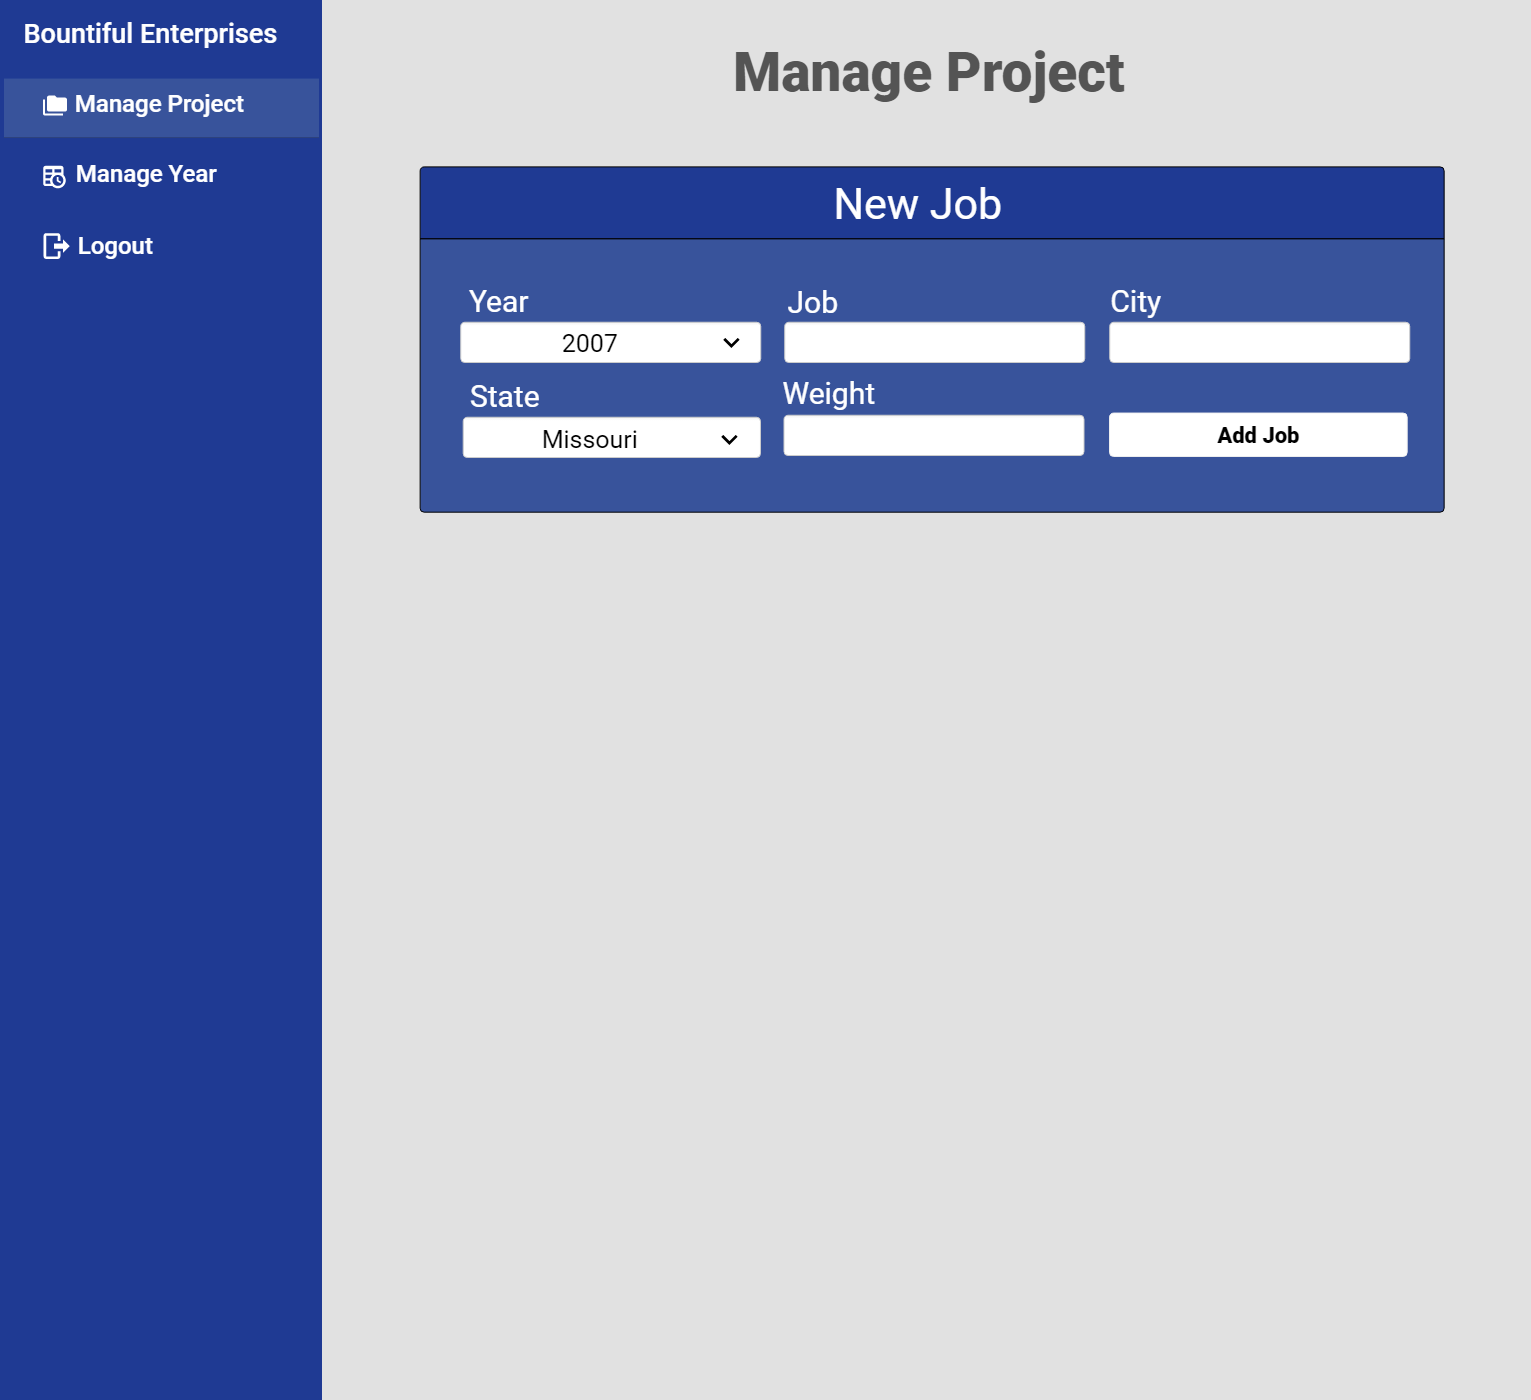 Bountiful Enterprises
Manage Project
Manage Year
Logout
Manage Project
New Job
Year
Job
City
2007
State
Weight
Missouri
Add Job